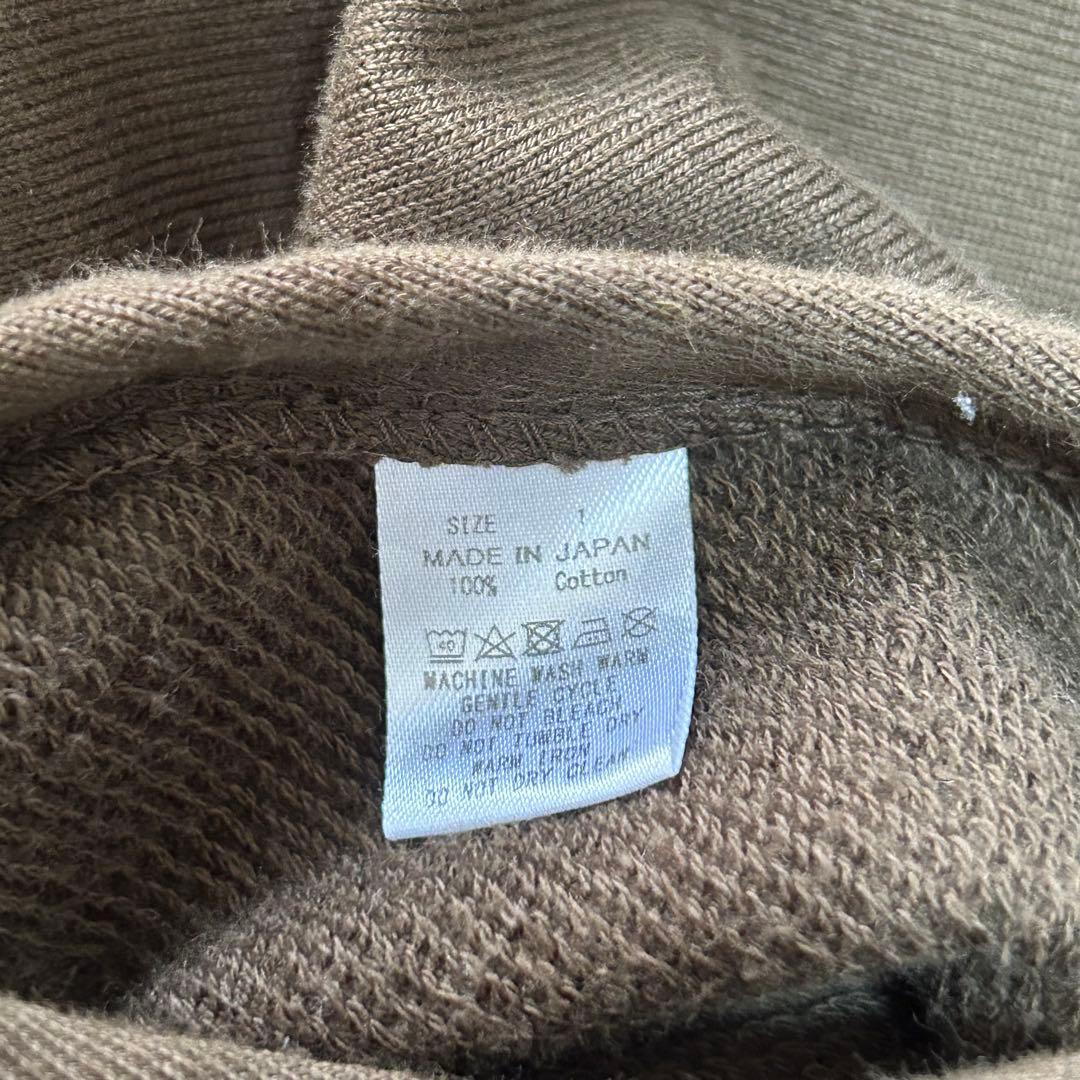 SIZE 1
MADE IN JAPAN
100% Cotton
40
MACHINE WASH WARM
GENTLE CYCLE
DO NOT BLEACH
DO NOT TUMBLE DRY
WARM IRON
DO NOT DRY CLEAN